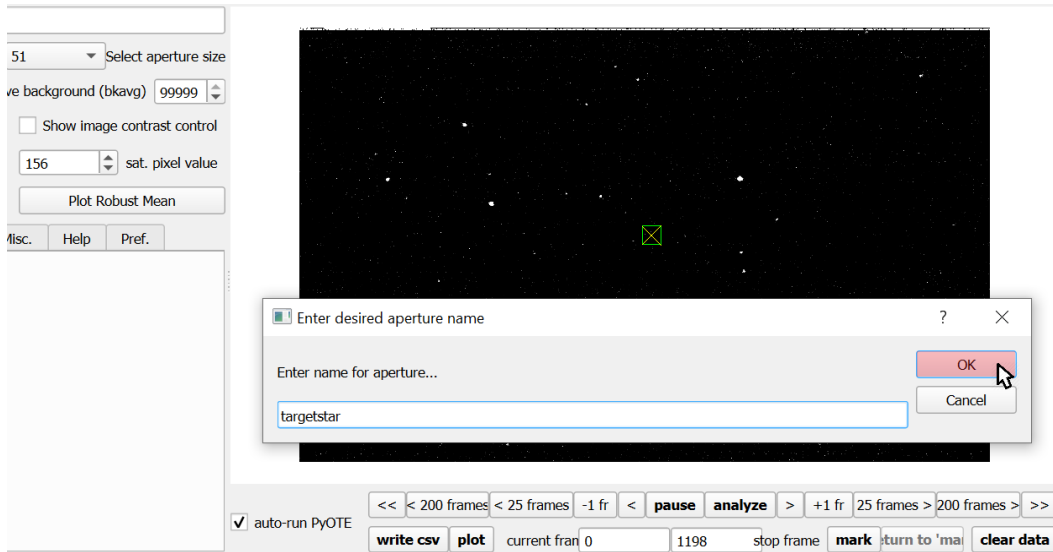 51 Select aperture size
ve background (bkavg) 99999
Show image contrast control
156 sat. pixel value
Plot Robust Mean
Misc. Help Pref.
Enter desired aperture name ?
Enter name for aperture...
OK
targetstar
Cancel
<< < 200 frames < 25 frames -1 fr < pause analyze > +1 fr 25 frames > 200 frames > >>
auto-run PyOTE
write csv plot current fran 0 1198 stop frame mark eturn to 'mar clear data